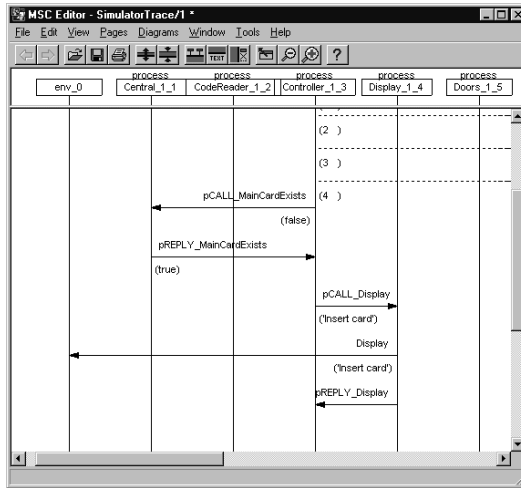 MSC Editor - SimulatorTrace/1 *
File Edit View Pages Diagrams Window Tools Help
TEXT ?
process process process process process
env_0 Central_1_1 CodeReader_1_2 Controller_1_3 Display_1_4 Doors_1_5
(2 )
(3 )
pCALL_MainCardExists (4 )
(false)
pREPLY_MainCardExists
(true)
pCALL_Display
('Insert card')
Display
('Insert card')
pREPLY_Display